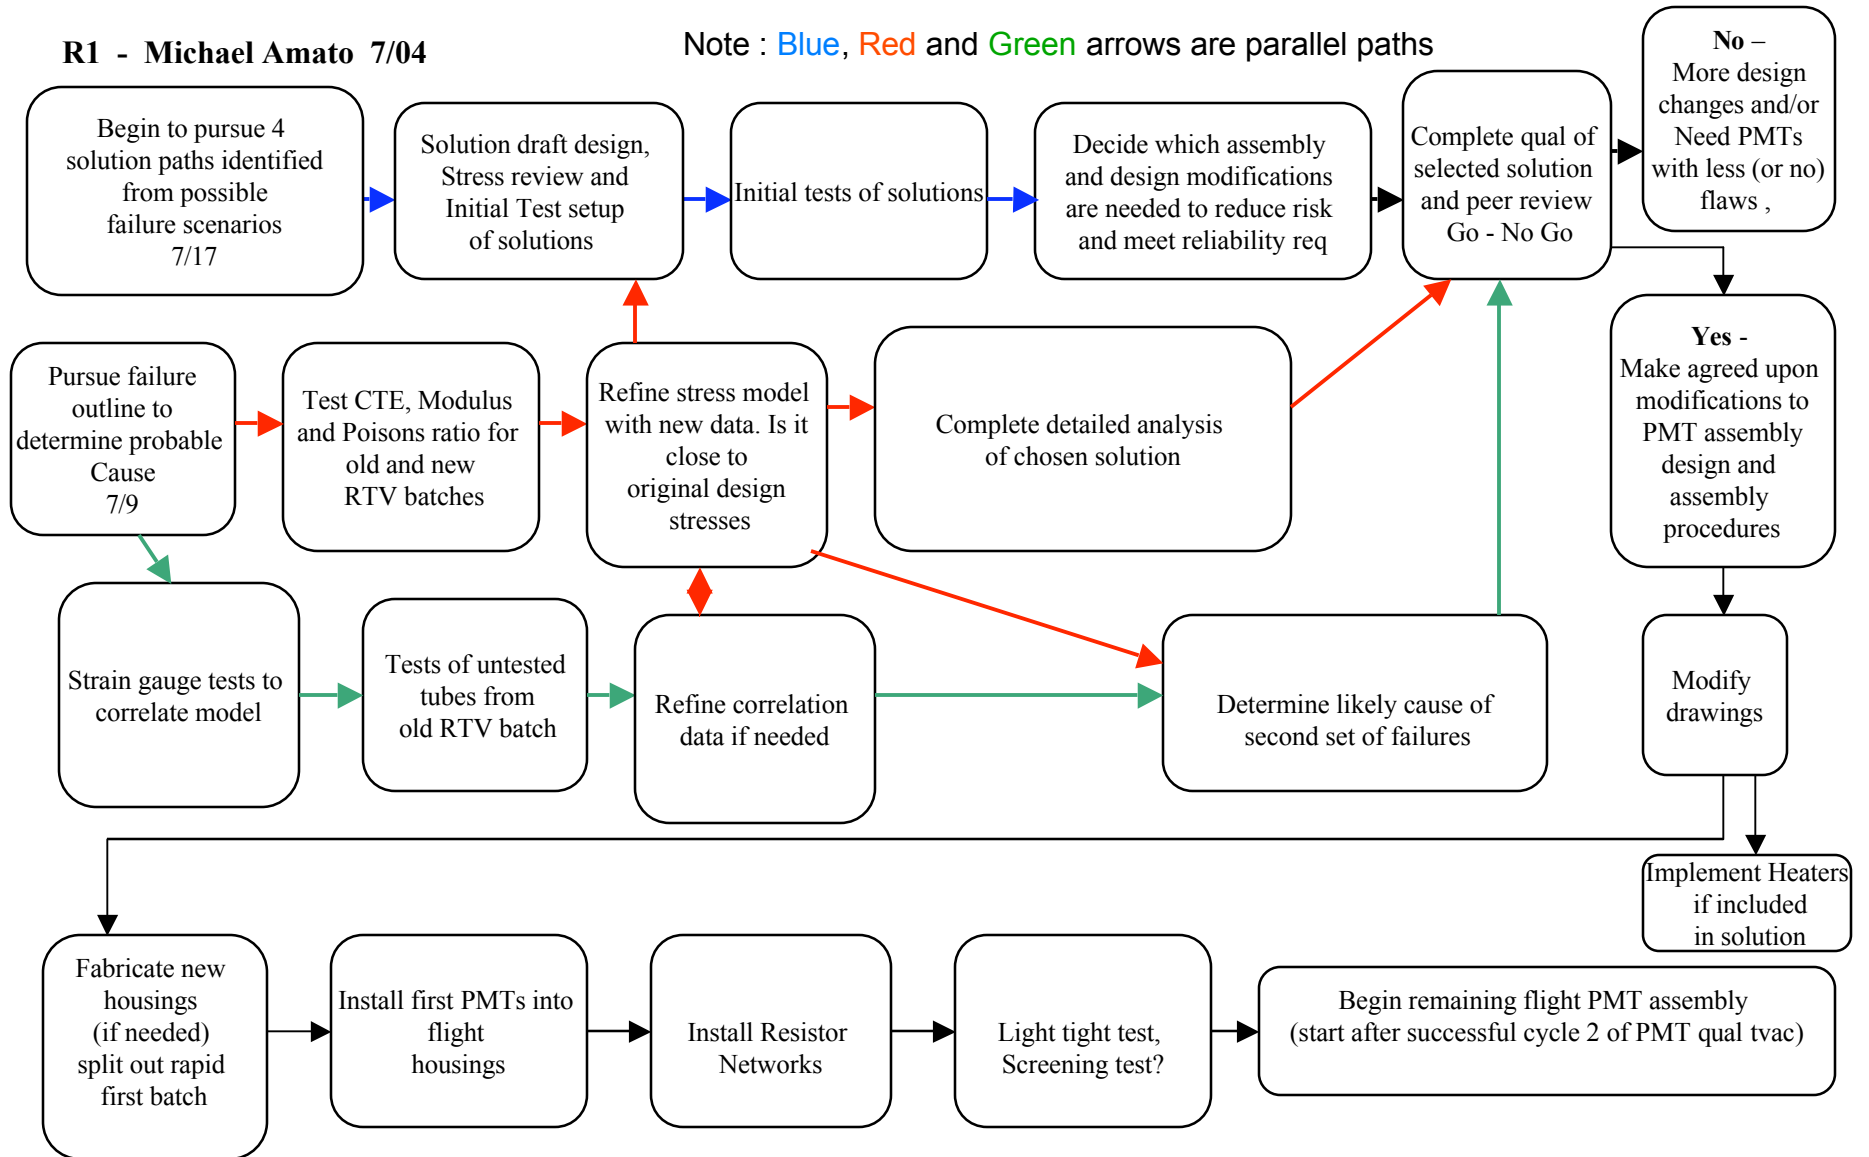 R1 - Michael Amato 7/04
Note : Blue, Red and Green arrows are parallel paths
Begin to pursue 4
solution paths identified
from possible
failure scenarios
7/17
Solution draft design,
Stress review and
Initial Test setup
of solutions
Initial tests of solutions
Decide which assembly
and design modifications
are needed to reduce risk
and meet reliability req
Complete qual of
selected solution
and peer review
Go - No Go
No –
More design
changes and/or
Need PMTs
with less (or no)
flaws ,
Pursue failure
outline to
determine probable
Cause
7/9
Test CTE, Modulus
and Poisons ratio for
old and new
RTV batches
Refine stress model
with new data. Is it
close to
original design
stresses
Complete detailed analysis
of chosen solution
Yes -
Make agreed upon
modifications to
PMT assembly
design and
assembly
procedures
Strain gauge tests to
correlate model
Tests of untested
tubes from
old RTV batch
Refine correlation
data if needed
Determine likely cause of
second set of failures
Modify
drawings
Implement Heaters
if included
in solution
Fabricate new
housings
(if needed)
split out rapid
first batch
Install first PMTs into
flight
housings
Install Resistor
Networks
Light tight test,
Screening test?
Begin remaining flight PMT assembly
(start after successful cycle 2 of PMT qual tvac)